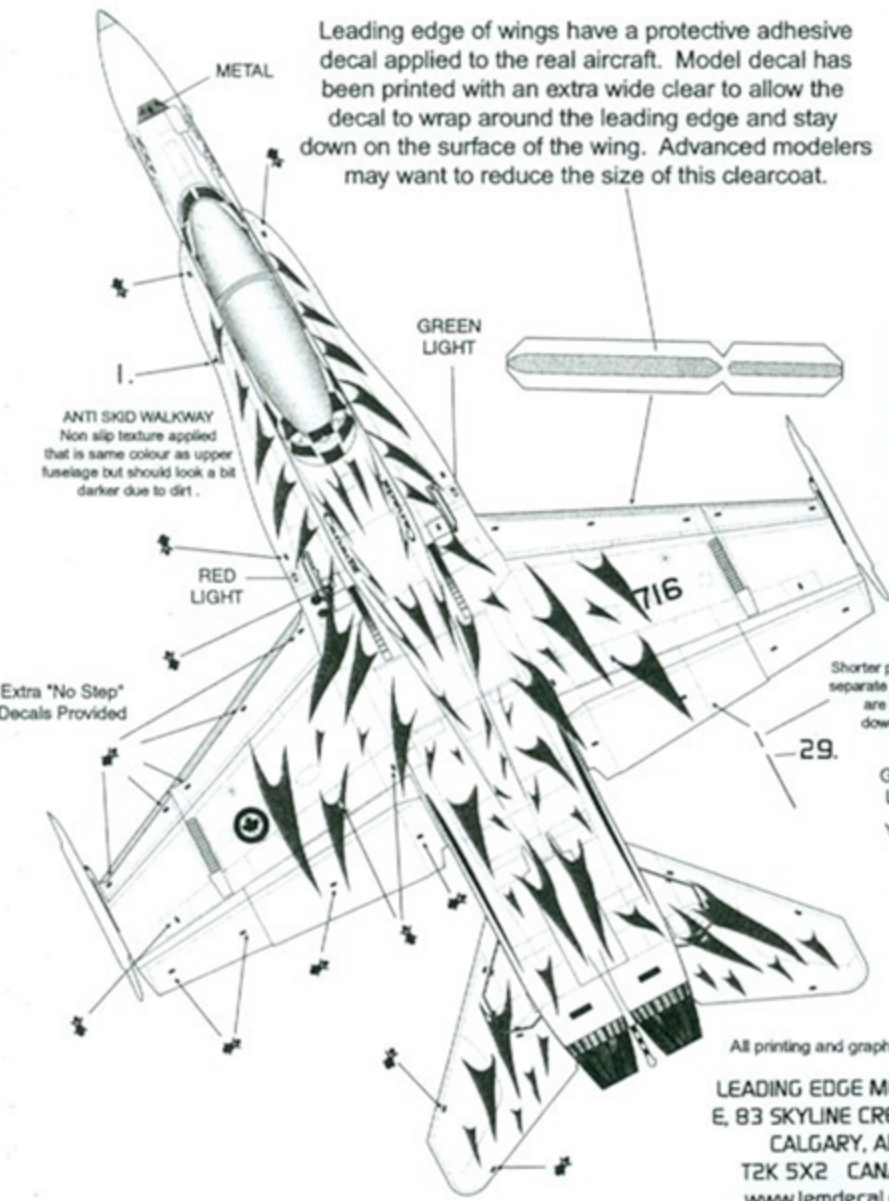 Leading edge of wings have a protective adhesive
decal applied to the real aircraft. Model decal has
been printed with an extra wide clear to allow the
decal to wrap around the leading edge and stay
down on the surface of the wing. Advanced modelers
may want to reduce the size of this clearcoat.
METAL
GREEN
LIGHT
1.
ANTI SKID WALKWAY
Non slip texture applied
that is same colour as upper
fuselage but should look a bit
darker due to dirt .
RED
LIGHT
716
Extra "No Step"
Decals Provided
Shorter
separate
are
29.
All printing and
LEADING EDGE
E, 83 SKYLINE
CALGARY,
T2K 5X2
www.lemdecal.